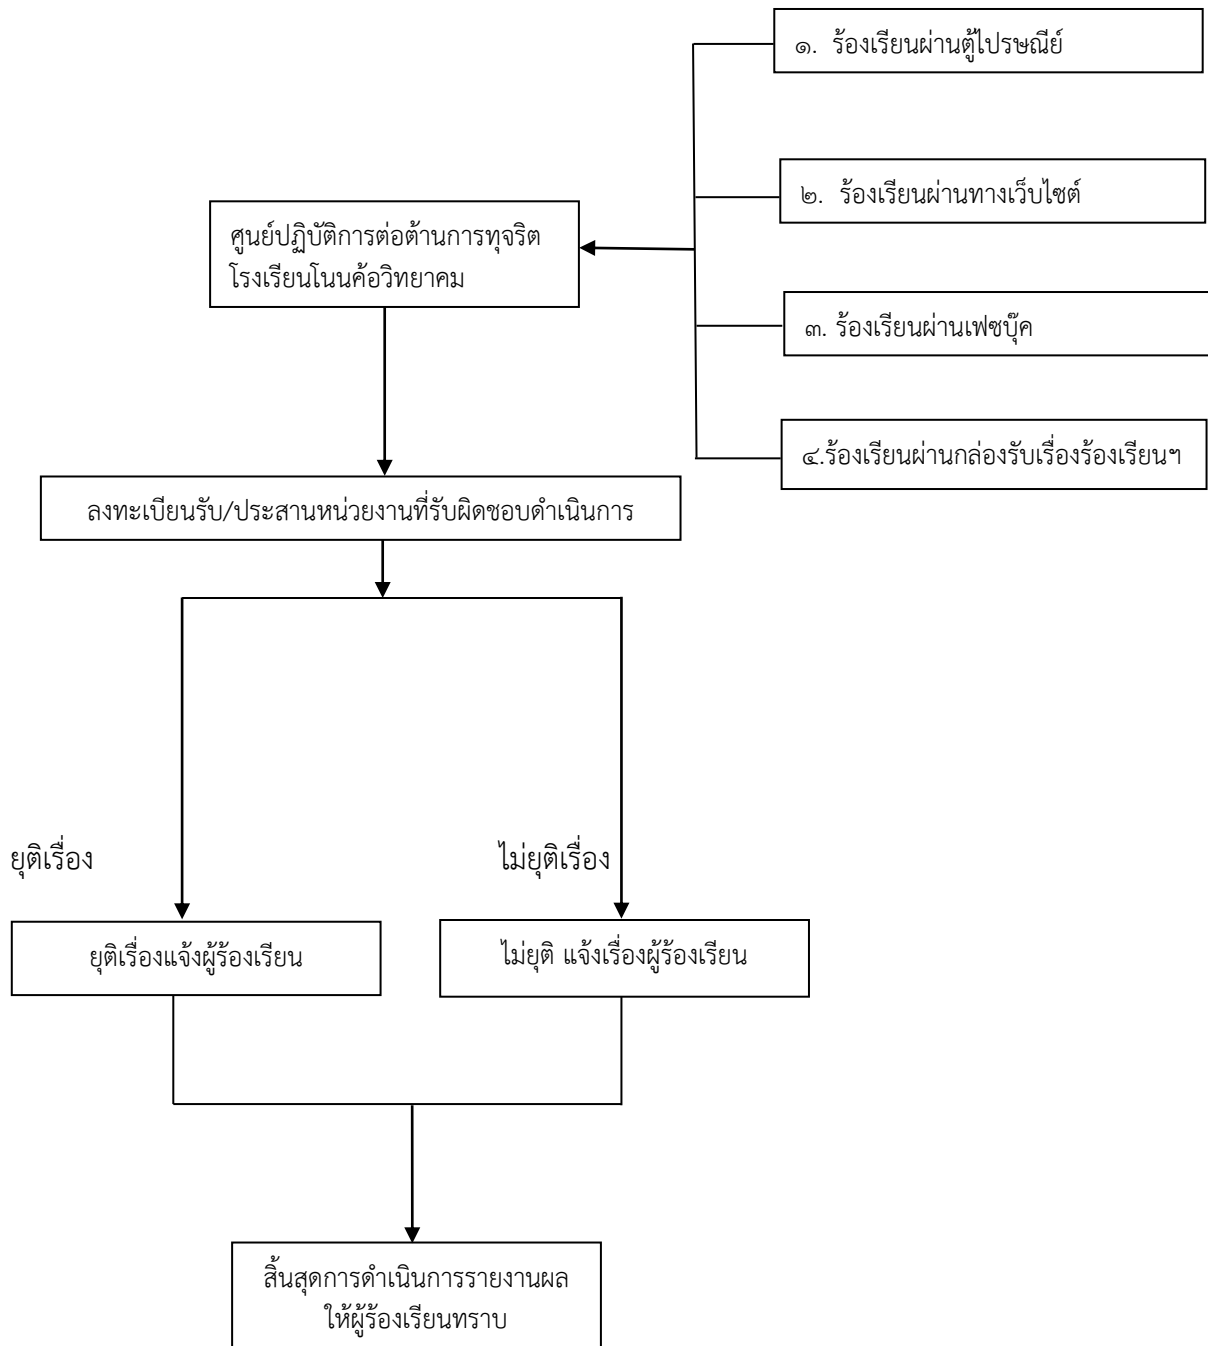 ๑. ร้องเรียนผ่านตู้ไปรษณีย์
๒. ร้องเรียนผ่านทางเว็บไซต์
ศูนย์ปฏิบัติการต่อต้านการทุจริต
โรงเรียนโนนค้อวิทยาคม
๓. ร้องเรียนผ่านเฟซบุ๊ค
๔.ร้องเรียนผ่านกล่องรับเรื่องร้องเรียนฯ
ลงทะเบียนรับ/ประสานหน่วยงานที่รับผิดชอบดำเนินการ
ยุติเรื่อง
ไม่ยุติเรื่อง
ยุติเรื่องแจ้งผู้ร้องเรียน
ไม่ยุติ แจ้งเรื่องผู้ร้องเรียน
สิ้นสุดการดำเนินการรายงานผล
ให้ผู้ร้องเรียนทราบ